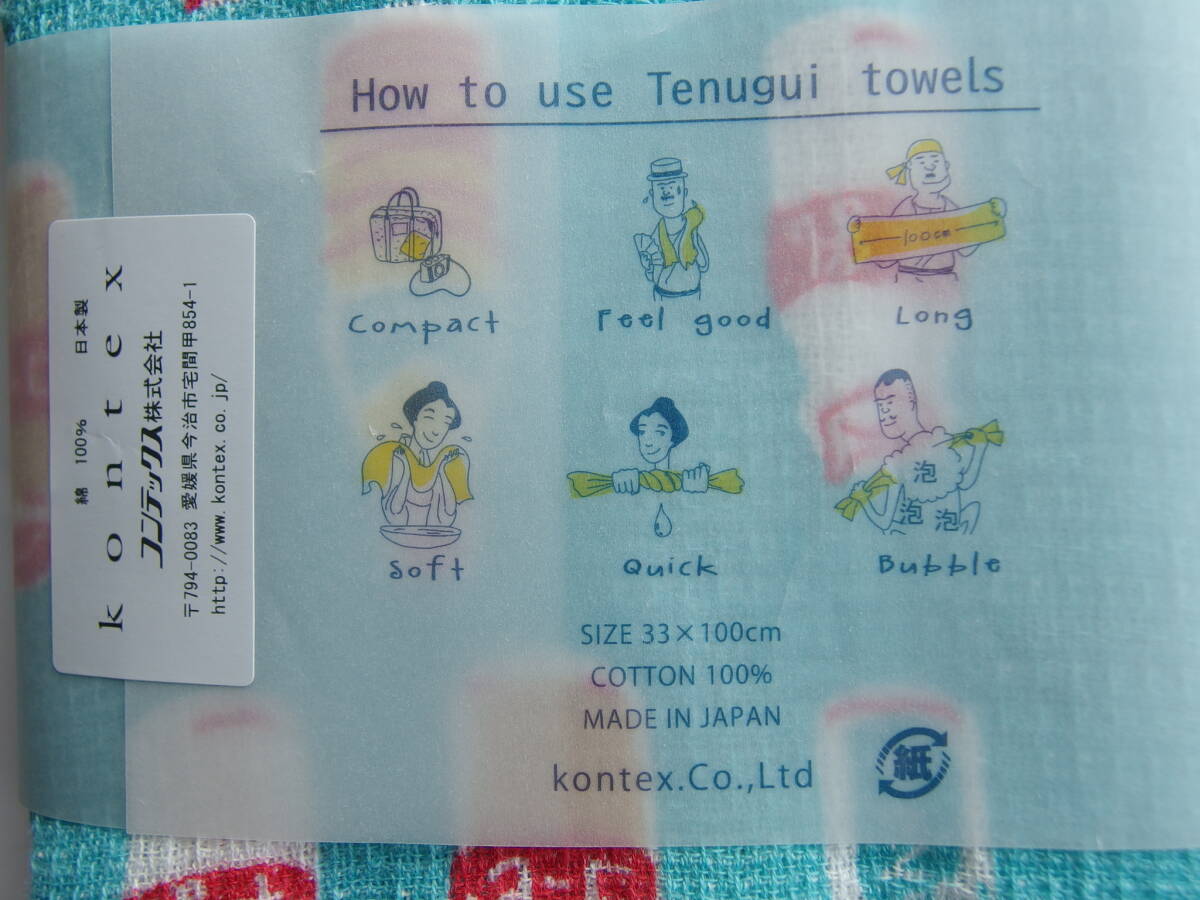 How to use Tenugui towels
100cm
Compact
Feel good
Long
泡
泡 泡
Soft
Quick
Bubble
SIZE 33×100cm
COTTON 100%
MADE IN JAPAN
kontex.Co.,Ltd
紙
綿 100% 日本製
kontex
コンテックス株式会社
〒794-0083 愛媛県今治市宅間甲854-1
http://www.kontex.co.jp/